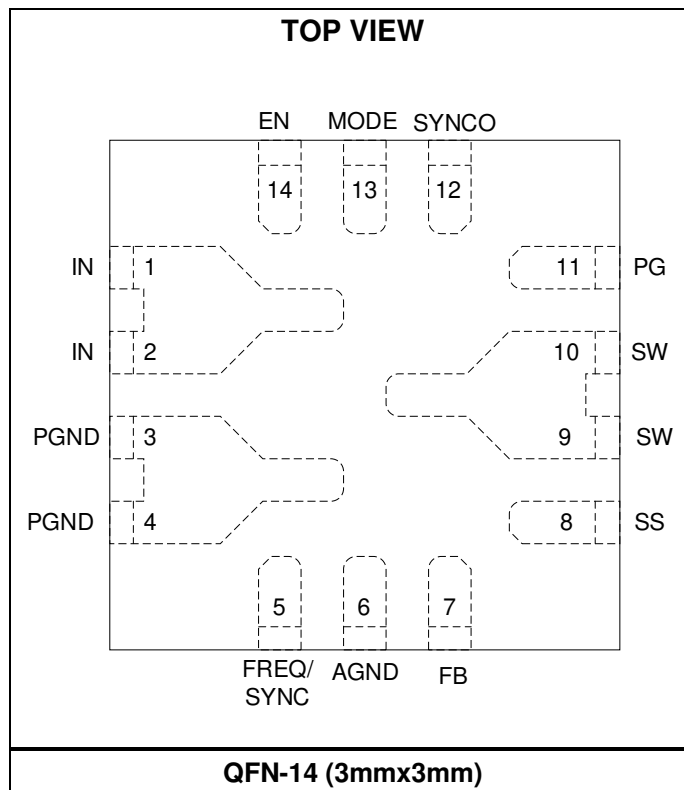 TOP VIEW
EN MODE SYNCO
14 13 12
IN 1 11 PG
IN 2 10 SW
PGND 3 9 SW
PGND 4 8 SS
5 6 7
FREQ/ AGND FB
SYNC
QFN-14 (3mmx3mm)